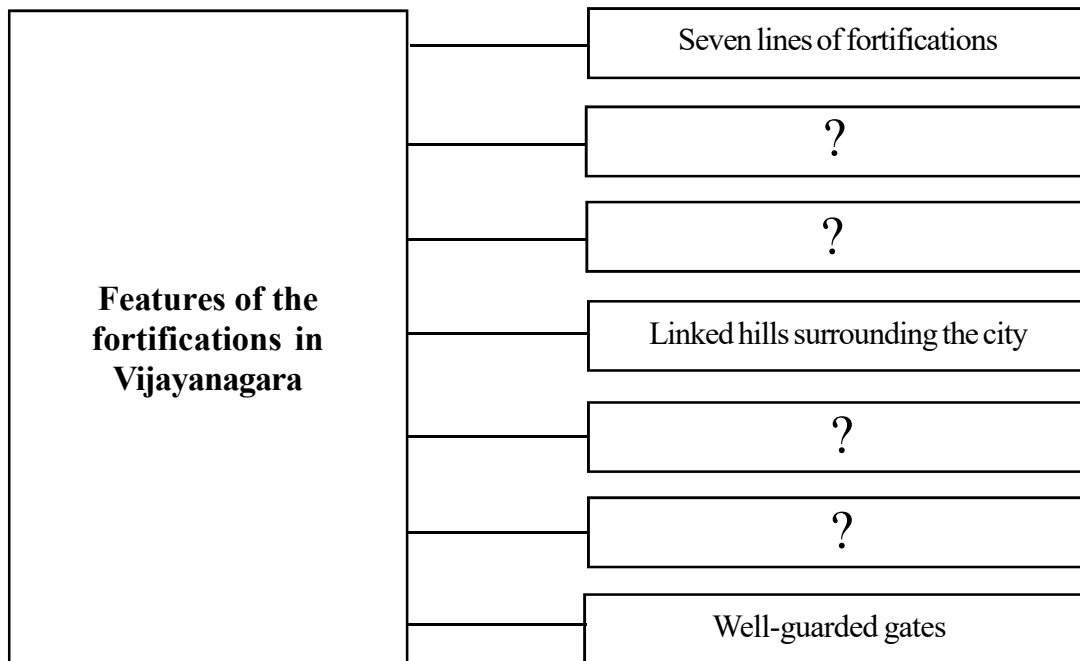 Features of the
fortifications in
Vijayanagara
Seven lines of fortifications
?
?
Linked hills surrounding the city
?
?
Well-guarded gates